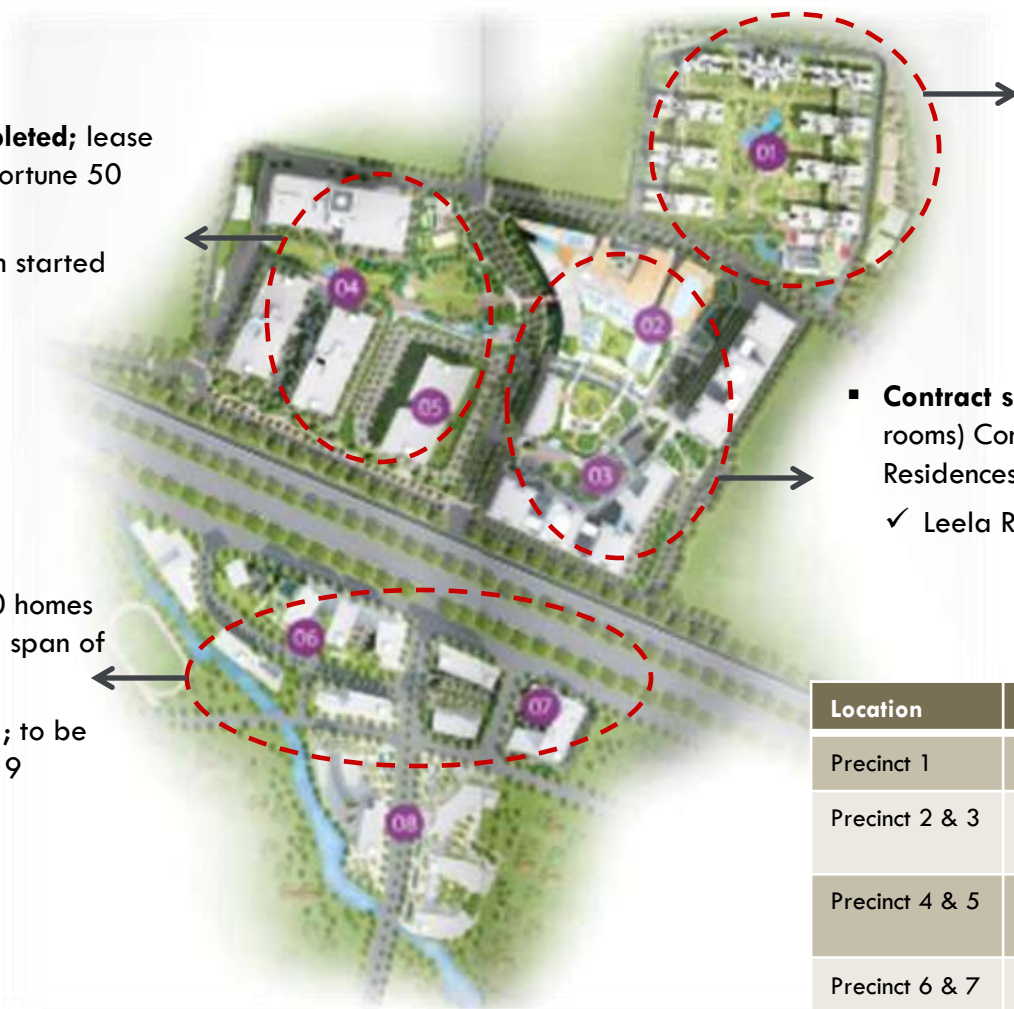 pleted; lease
ortune 50
n started
01
04
02
05
03
▪ Contract s
rooms) Con
Residences
✓ Leela R
0 homes
span of
; to be
9
06
07
08
Location
Precinct 1
Precinct 2 & 3
Precinct 4 & 5
Precinct 6 & 7